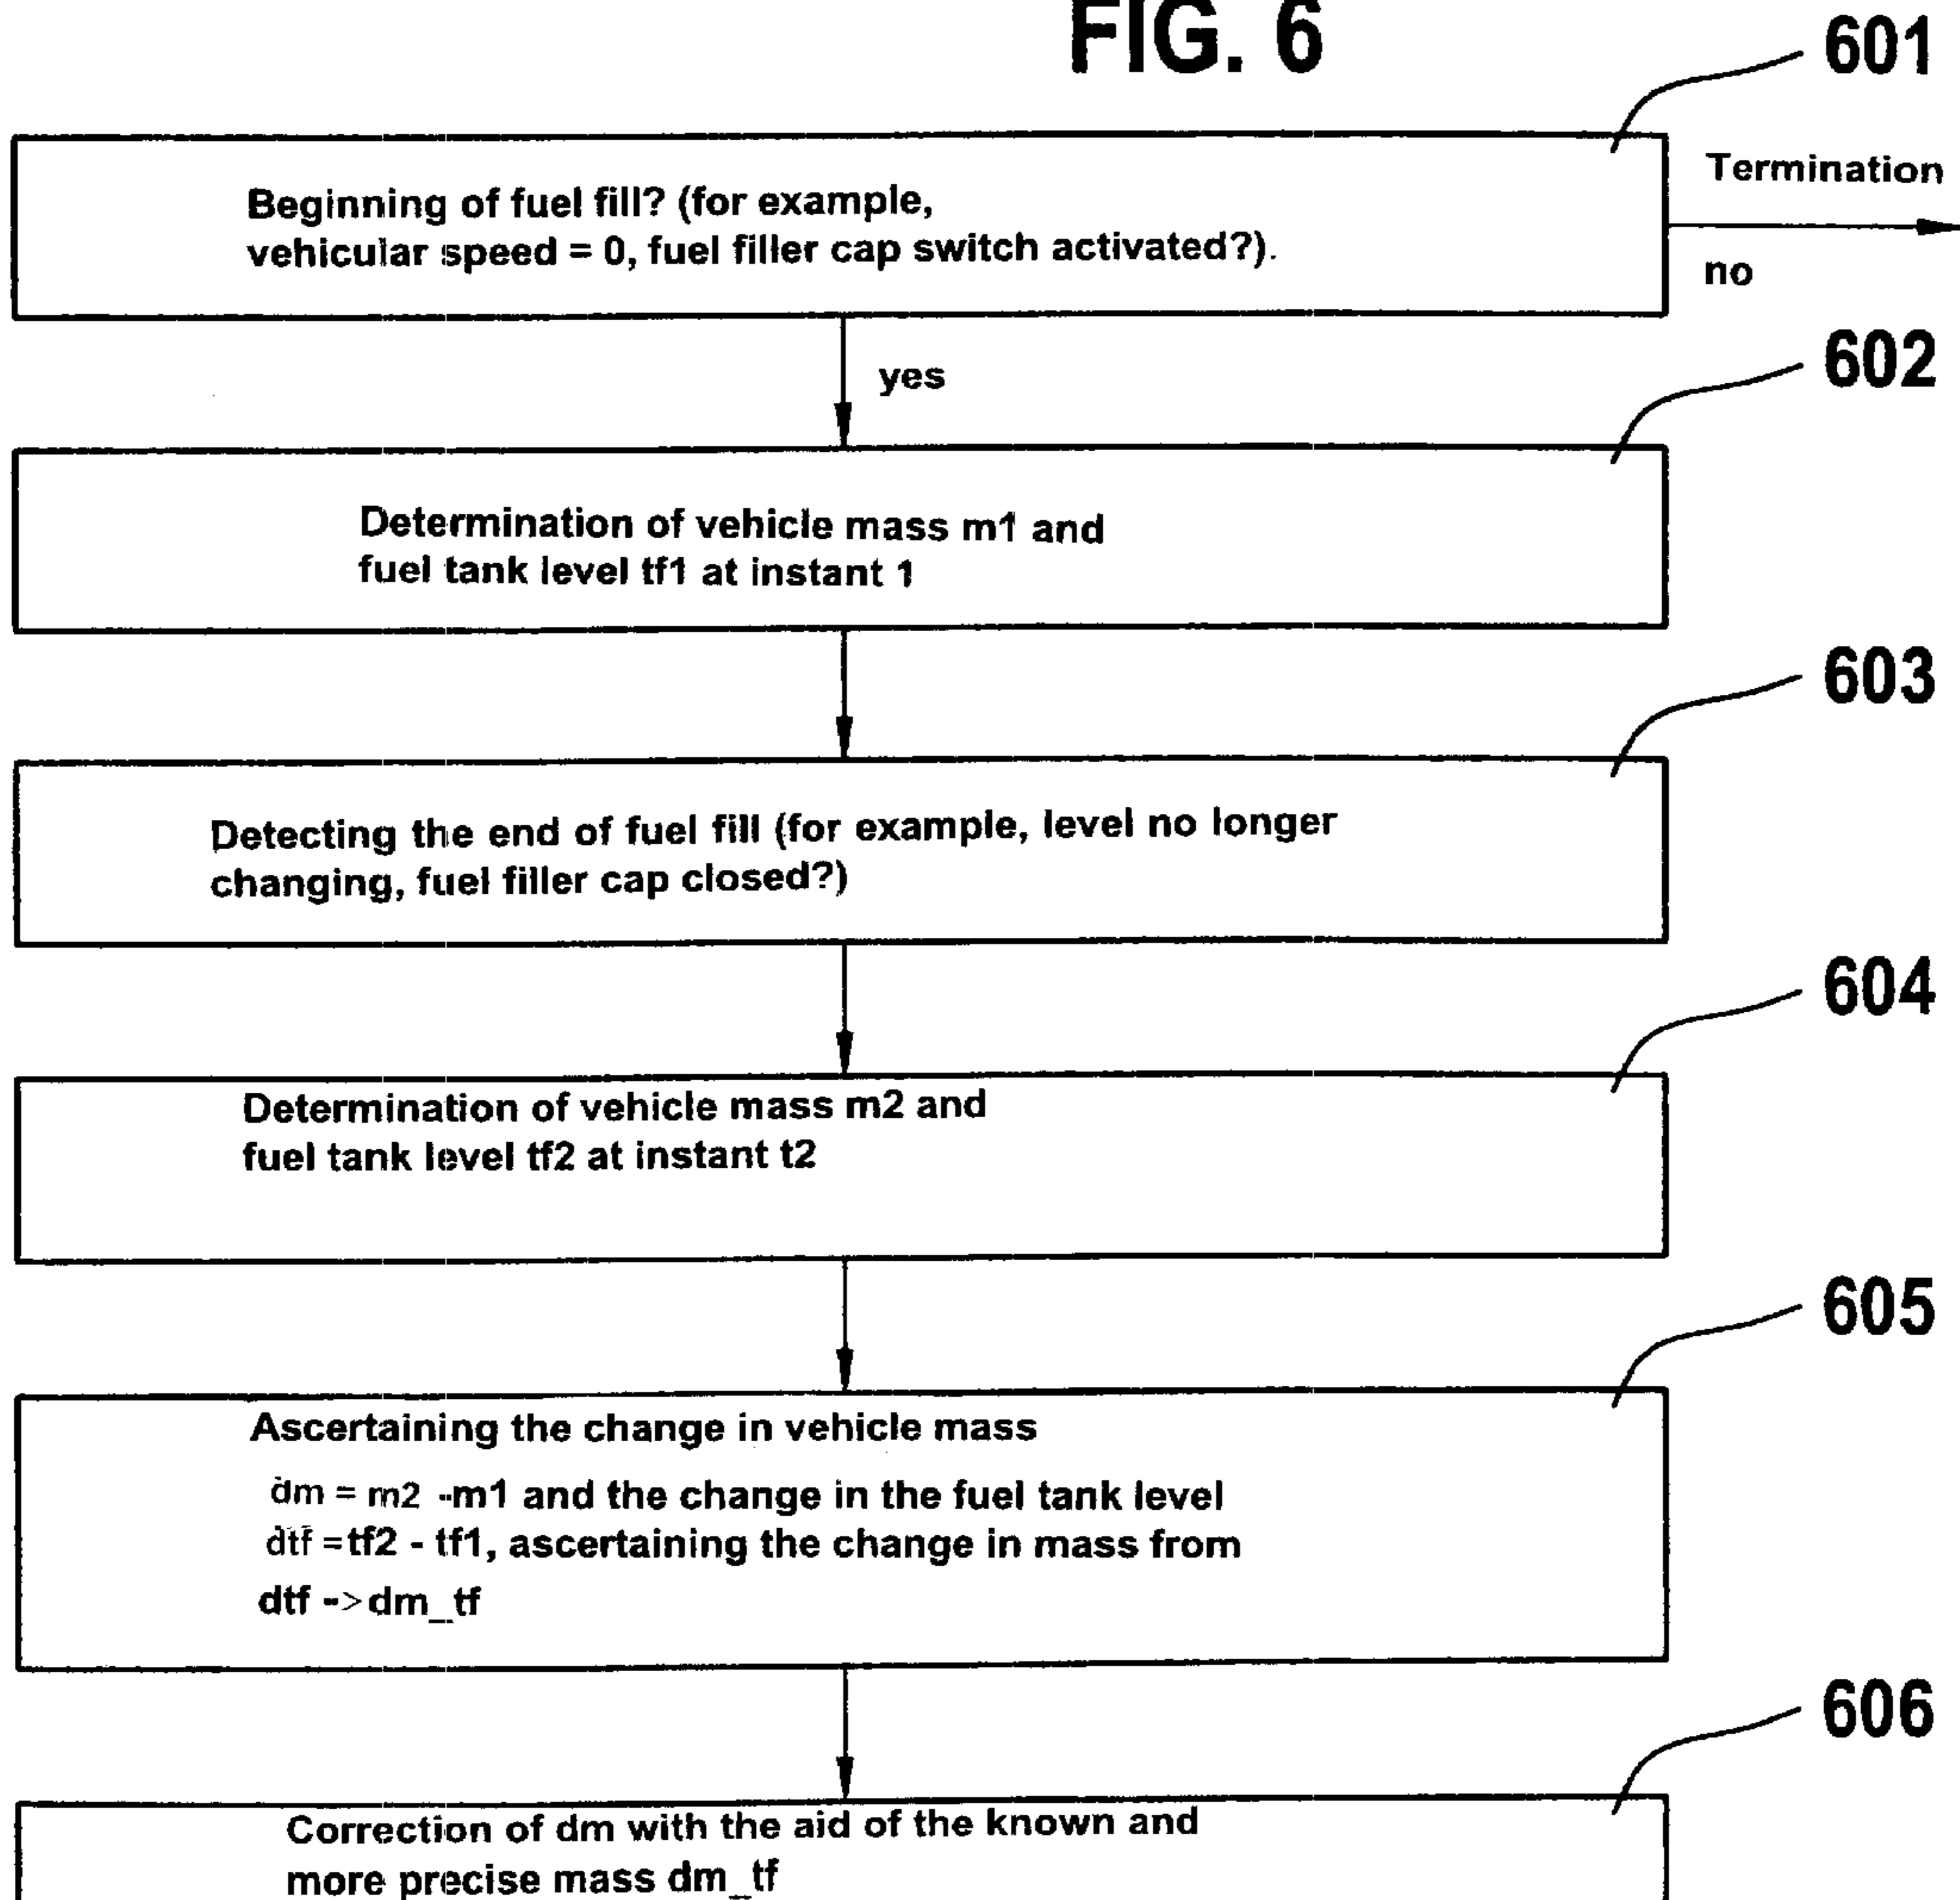 FIG. 6
601
Beginning of fuel fill? (for example,
vehicular speed = 0, fuel filler cap switch activated?).
Termination
no
yes
602
Determination of vehicle mass m1 and
fuel tank level tf1 at instant 1
603
Detecting the end of fuel fill (for example, level no longer
changing, fuel filler cap closed?)
604
Determination of vehicle mass m2 and
fuel tank level tf2 at instant t2
605
Ascertaining the change in vehicle mass
dm = m2 -m1 and the change in the fuel tank level
dtf =tf2 - tf1, ascertaining the change in mass from
dtf ->dm_tf
606
Correction of dm with the aid of the known and
more precise mass dm_tf